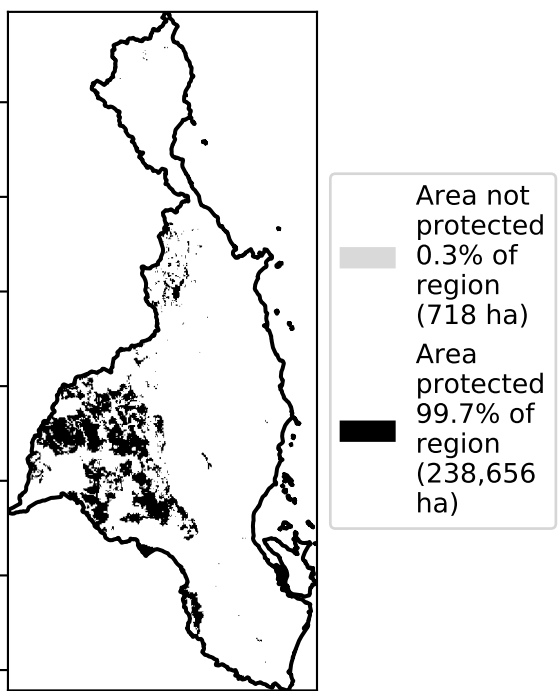 Area not
protected
0.3% of
region
(718 ha)
Area
protected
99.7% of
region
(238,656
ha)